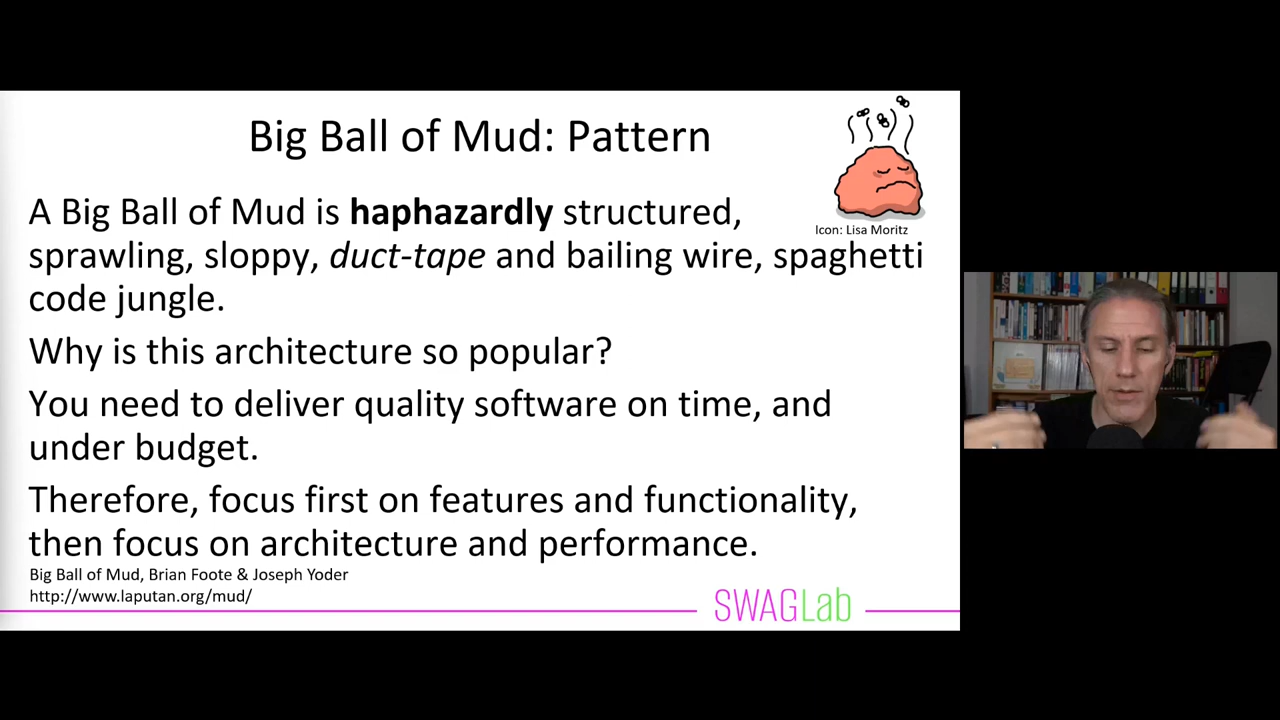 Big Ball of Mud: Pattern
Icon: Lisa Moritz
A Big Ball of Mud is haphazardly structured,
sprawling, sloppy, duct-tape and bailing wire, spaghetti
code jungle.
Why is this architecture so popular?
You need to deliver quality software on time, and
under budget.
Therefore, focus first on features and functionality,
then focus on architecture and performance.
Big Ball of Mud, Brian Foote & Joseph Yoder
http://www.laputan.org/mud/
SWAGLab